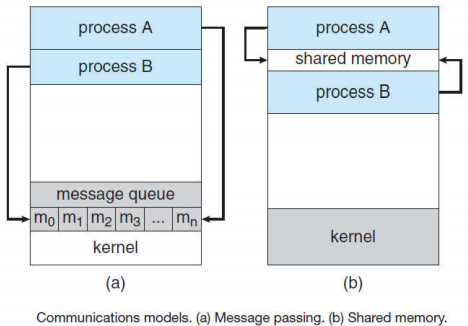 process A
process B
message queue
m0 m1 m2 m3 ... mn
kernel
(a)
process A
shared memory
process B
kernel
(b)
Communications models. (a) Message passing. (b) Shared memory.